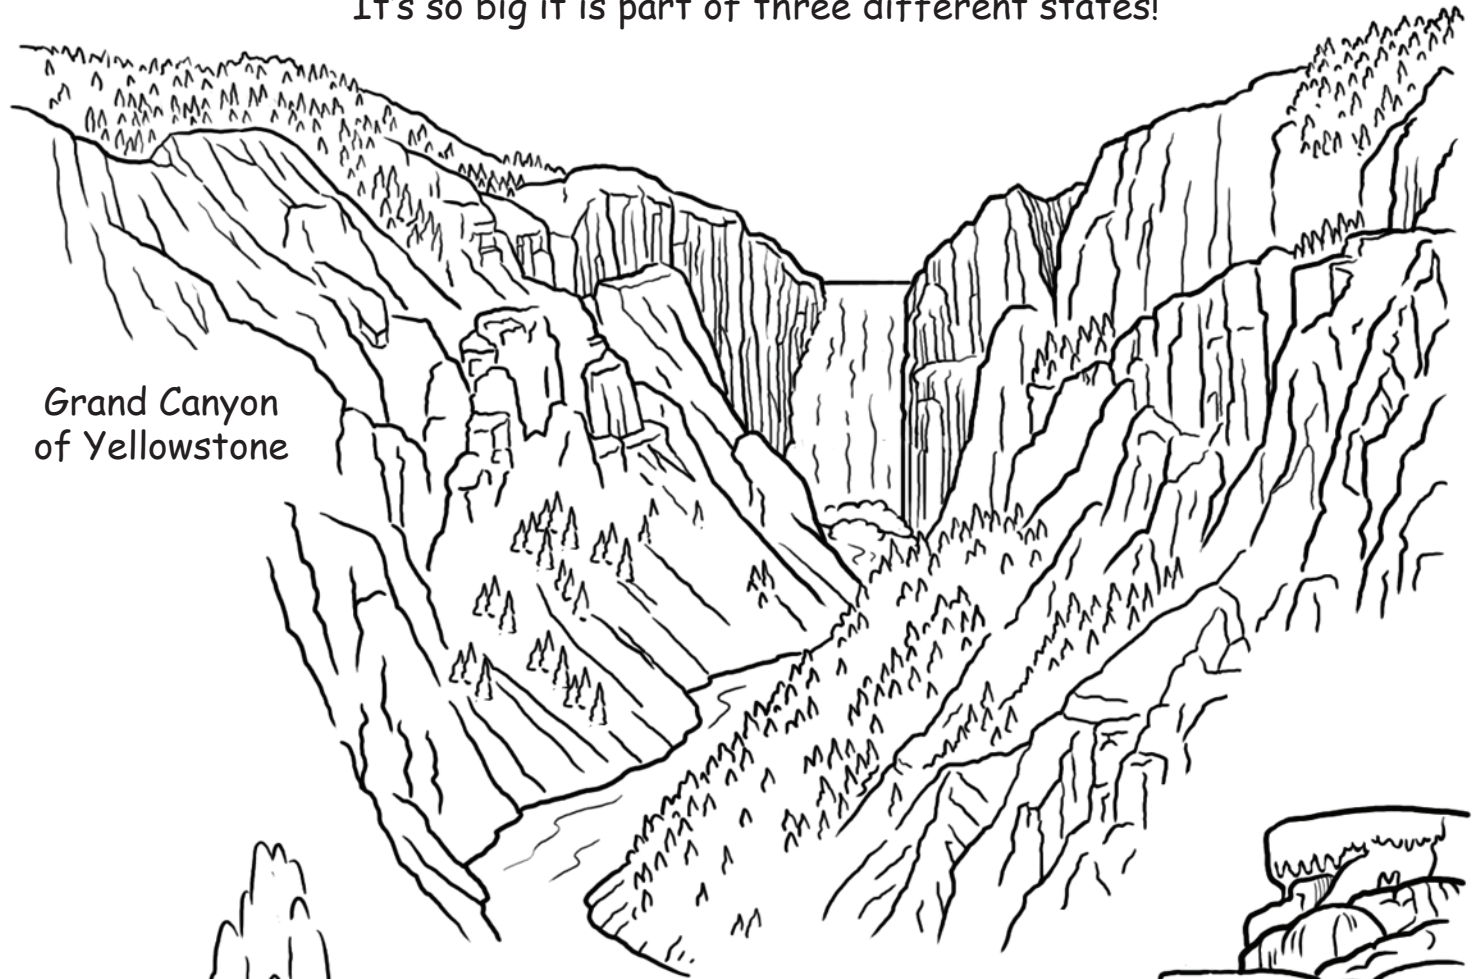 It's so big it is part of three different states!
Grand Canyon
of Yellowstone